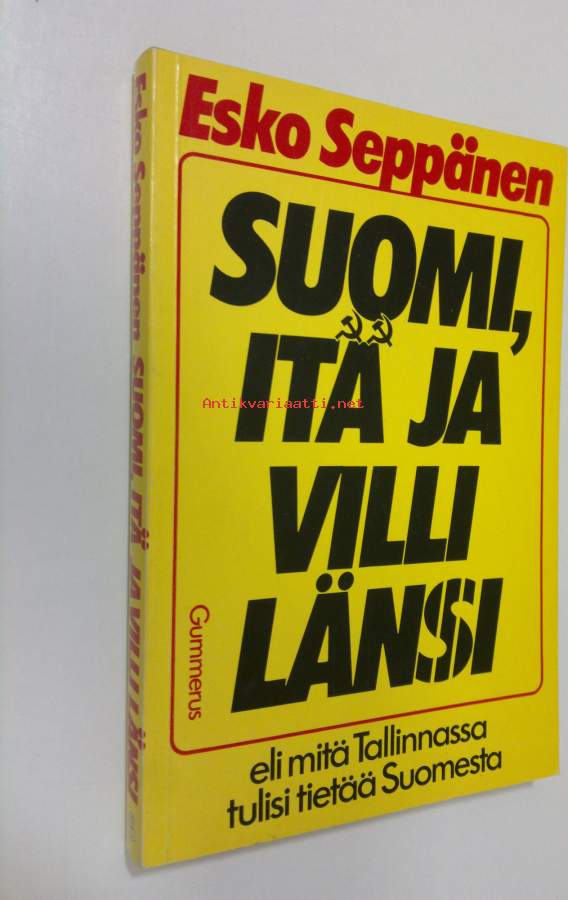 Esko Seppänen
SUOMI,
ITÄ JA
VILLI
LÄN$I
Gummerus
eli mitä Tallinnassa
tulisi tietää Suomesta
Esko Seppänen SUOMI, ITÄ JA VILLI LÄNSI
Antikvariaatti.net